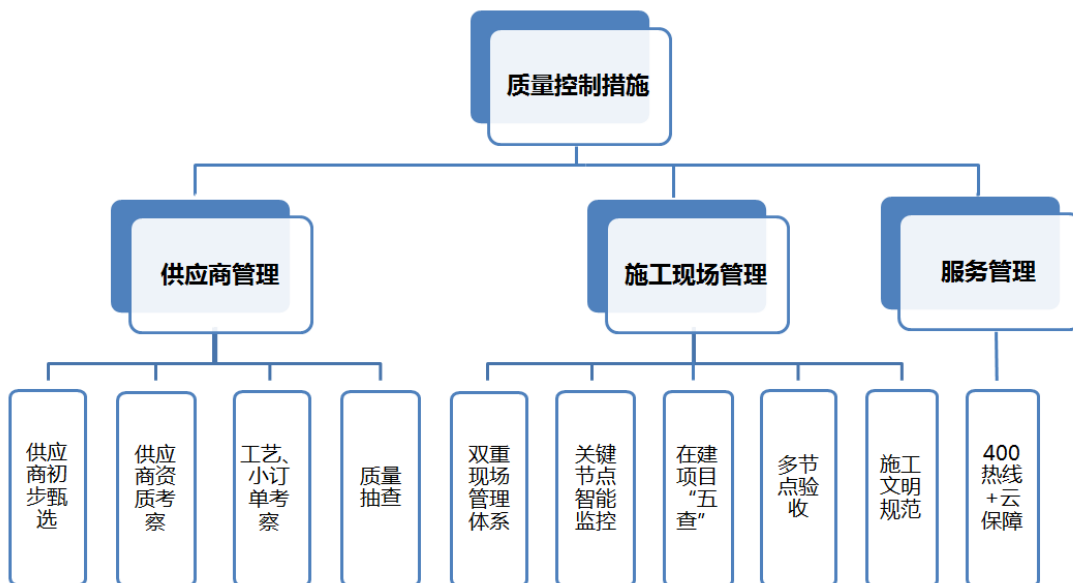 质量控制措施
供应商管理
施工现场管理
服务管理
供应
商初
步甄
选
供应
商资
质考
察
工艺、
小订
单考
察
质量
抽查
双重
现场
管理
体系
关键
节点
智能
监控
在建
项目
“五
查”
多节
点验
收
施工
文明
规范
400
热线
+云
保障